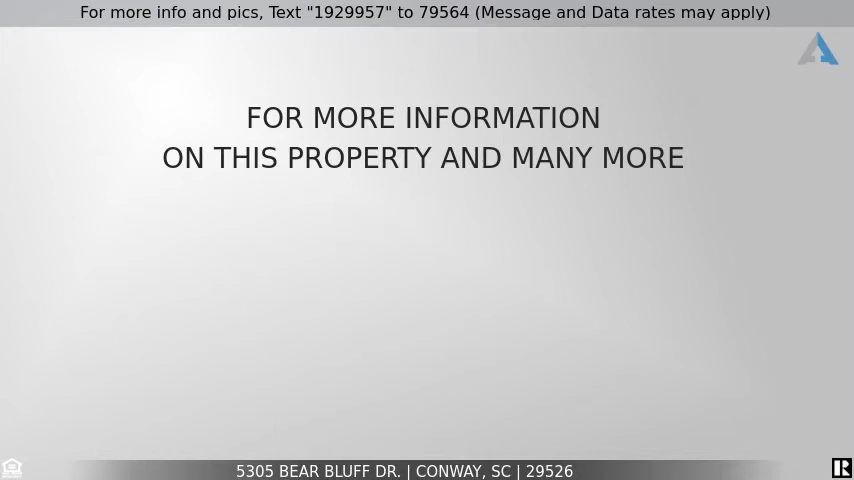 For more info and pics, Text "1929957" to 79564 (Message and Data rates may apply)
FOR MORE INFORMATION
ON THIS PROPERTY AND MANY MORE
5305 BEAR BLUFF DR. | CONWAY, SC | 29526